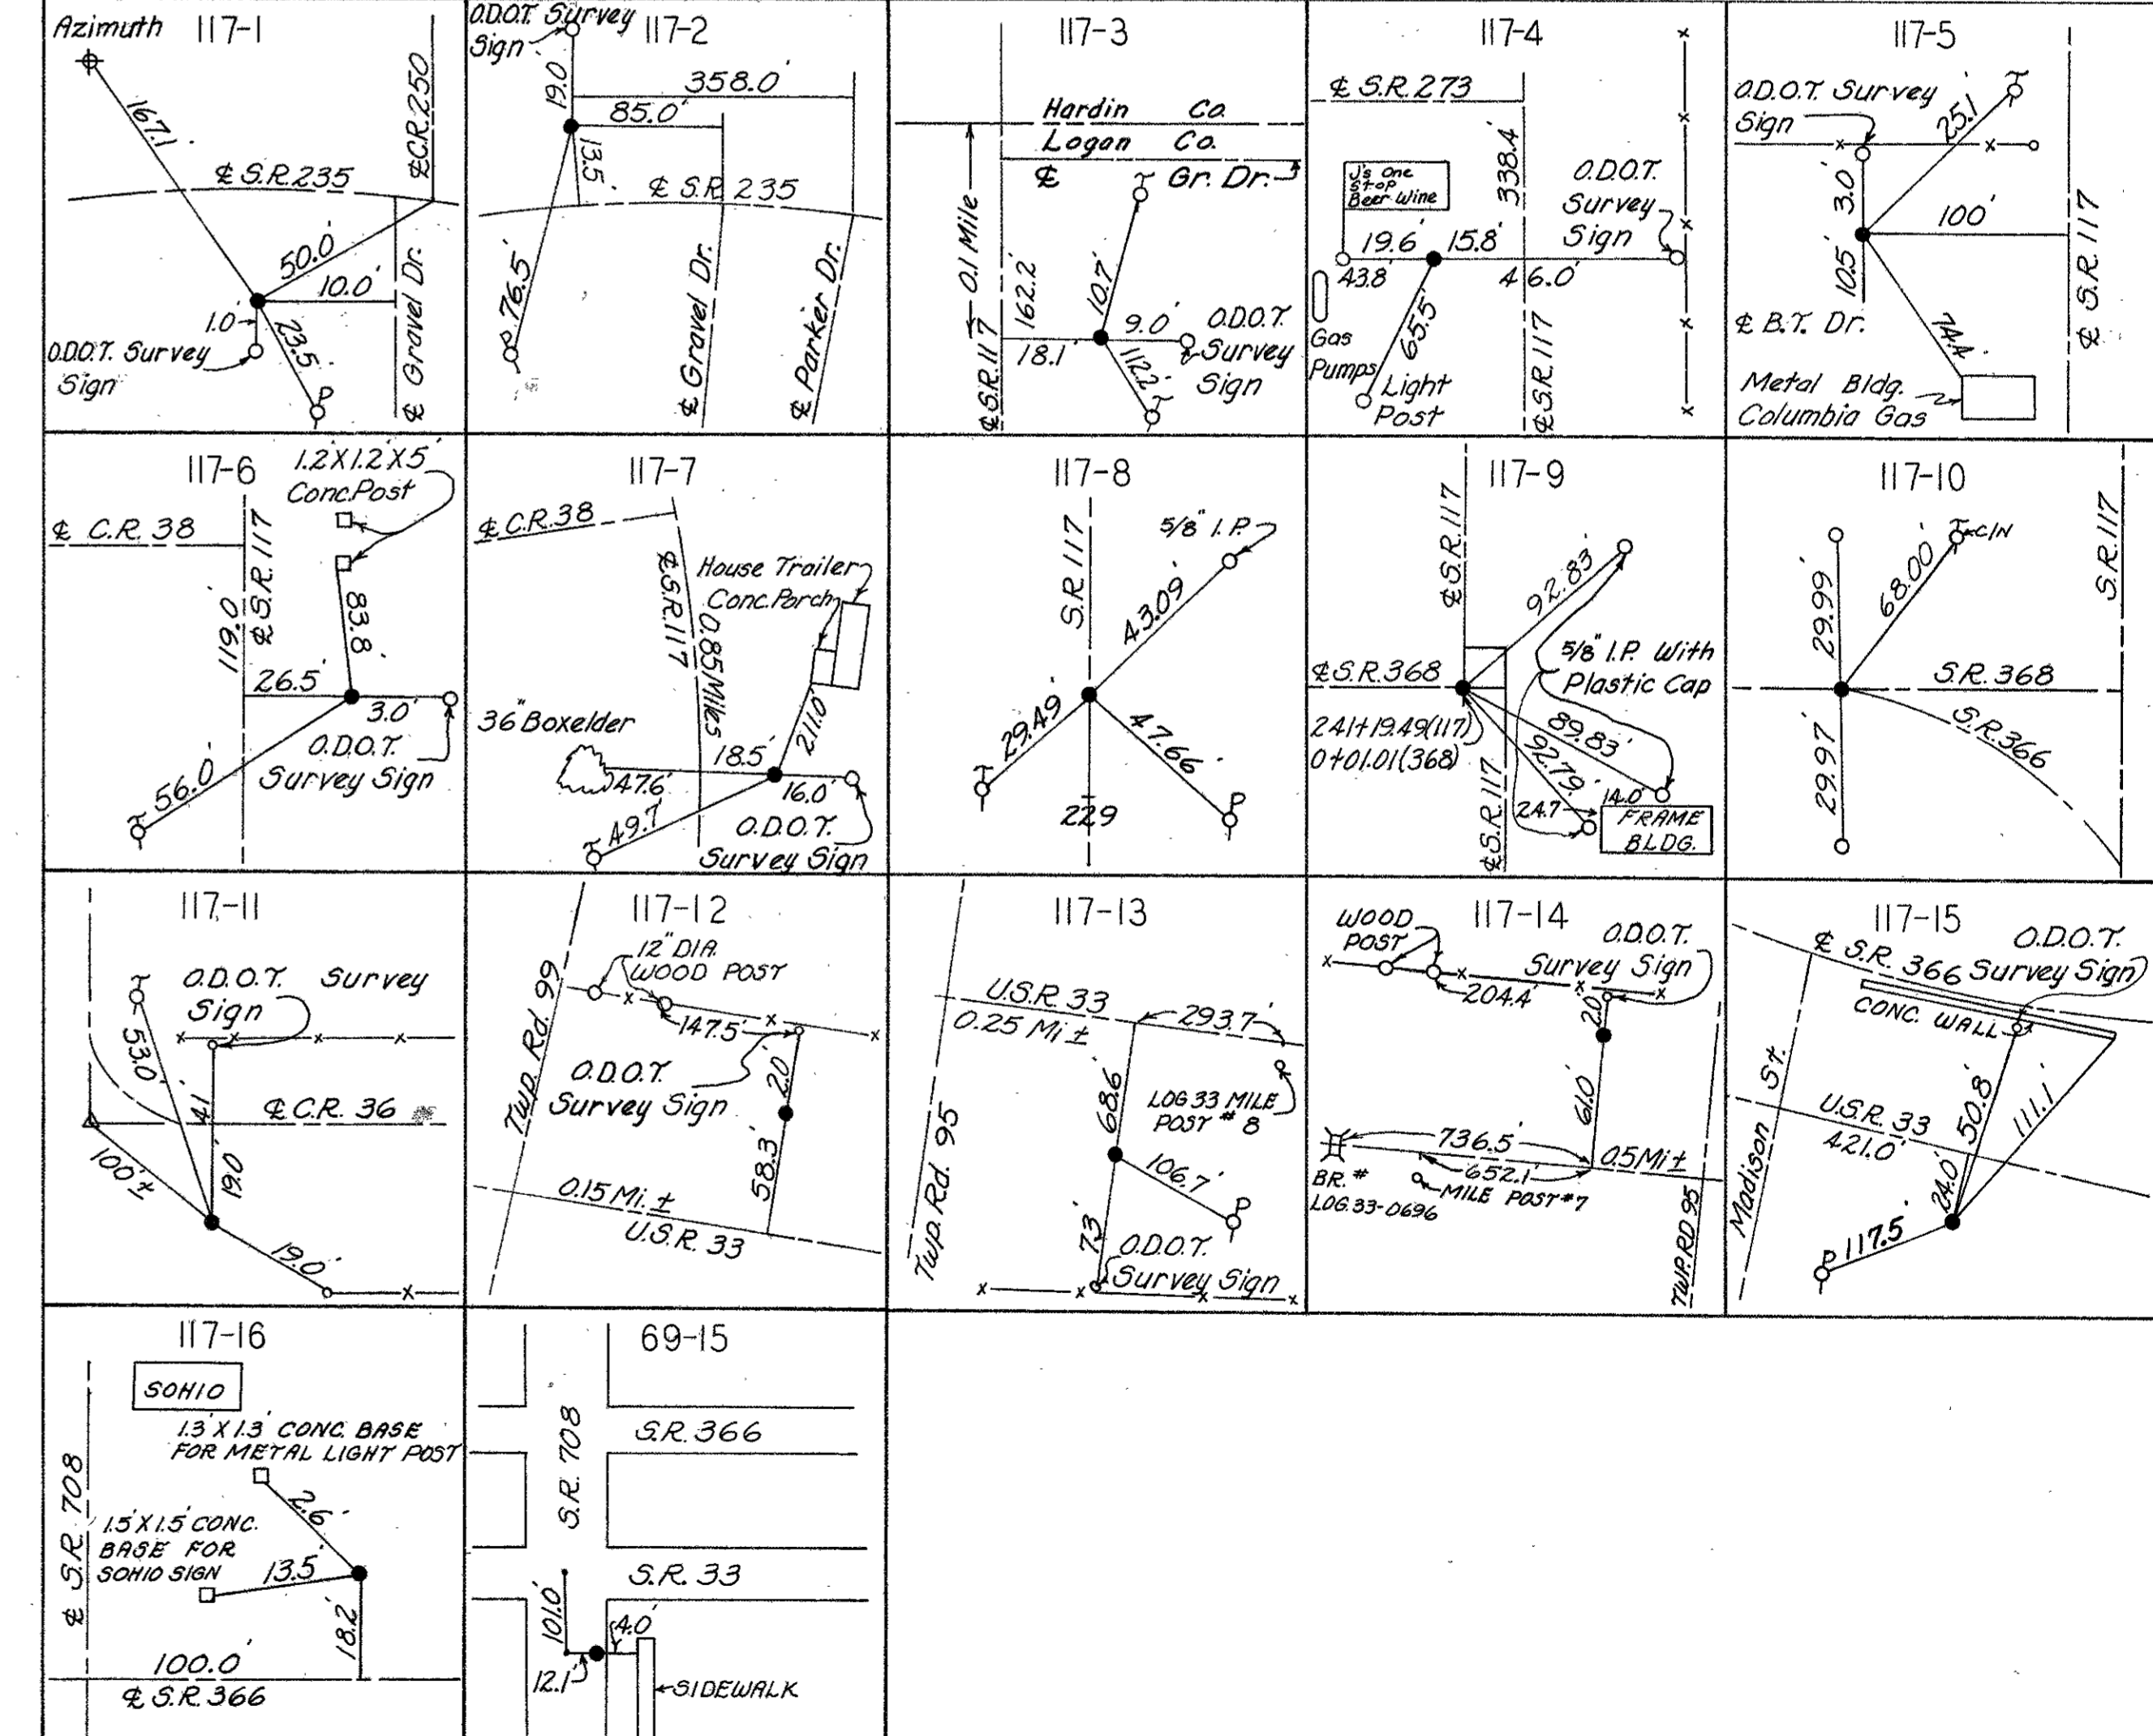 Azimuth
117-1
167.1'
℄ C.R. 250
℄ S.R. 235
50.0'
10.0'
1.0'
23.5'
O.D.O.T. Survey
Sign
P
℄ Gravel Dr.
O.D.O.T. Survey
Sign
117-2
19.0'
358.0'
85.0'
13.5'
℄ S.R. 235
76.5'
P
℄ Gravel Dr.
℄ Parker Dr.
117-3
Hardin Co.
Logan Co.
℄ Gr. Dr.
T
0.1 Mile
162.2'
10.7'
9.0'
O.D.O.T.
Survey
Sign
18.1'
112.2'
T
℄ S.R. 117
117-4
℄ S.R. 273
338.4'
J's One
Stop
Beer Wine
O.D.O.T.
Survey
Sign
19.6'
15.8'
43.8'
46.0'
65.5'
Gas
Pumps
Light
Post
℄ S.R. 117
117-5
O.D.O.T. Survey
Sign
T
25.1'
3.0'
100'
10.5'
℄ B.T. Dr.
74.4'
Metal Bldg.
Columbia Gas
℄ S.R. 117
117-6
1.2'X1.2'X5'
Conc. Post
℄ C.R. 38
℄ S.R. 117
119.0'
83.8'
26.5'
3.0'
O.D.O.T.
Survey Sign
56.0'
T
117-7
℄ C.R. 38
℄ S.R. 117
0.85 Miles
House Trailer
Conc. Porch
36" Boxelder
211.0'
18.5'
47.6'
16.0'
49.7'
T
O.D.O.T.
Survey Sign
117-8
S.R. 117
5/8" I.P.
43.09'
29.49'
47.66'
T
229
P
117-9
℄ S.R. 117
92.83'
5/8" I.P. With
Plastic Cap
℄ S.R. 368
241+19.49(117)
0+01.01(368)
89.83'
92.79'
14.0'
24.7
FRAME
BLDG.
℄ S.R. 117
117-10
T C/N
68.00'
29.99'
S.R. 117
S.R. 368
S.R. 366
29.97'
117-11
T
O.D.O.T. Survey
Sign
53.0'
41'
℄ C.R. 36
100'±
19.0'
19.0'
117-12
12" DIA.
WOOD POST
147.5'
Twp. Rd. 99
O.D.O.T.
Survey Sign
2.0'
58.3'
0.15 Mi. ±
U.S.R. 33
117-13
U.S.R. 33
0.25 Mi ±
293.7'
68.6'
LOG 33 MILE
POST # 8
Twp. Rd. 95
106.7'
P
73'
O.D.O.T.
Survey Sign
117-14
WOOD
POST
O.D.O.T.
Survey Sign
204.4'
2.0'
61.0'
736.5'
652.1'
0.5 Mi ±
BR. #
LOG. 33-0696
MILE POST #7
TWP. RD 95
117-15
℄ S.R. 366
O.D.O.T.
Survey Sign
CONC. WALL
Madison St.
U.S.R. 33
421.0'
50.8'
111.1'
24.0'
117.5'
P
117-16
SOHIO
1.3' X 1.3' CONC. BASE
FOR METAL LIGHT POST
℄ S.R. 708
2.6'
1.5' X 1.5' CONC.
BASE FOR
SOHIO SIGN
13.5'
18.2'
100.0'
℄ S.R. 366
69-15
S.R. 708
S.R. 366
S.R. 33
101.0'
4.0'
12.1'
SIDEWALK